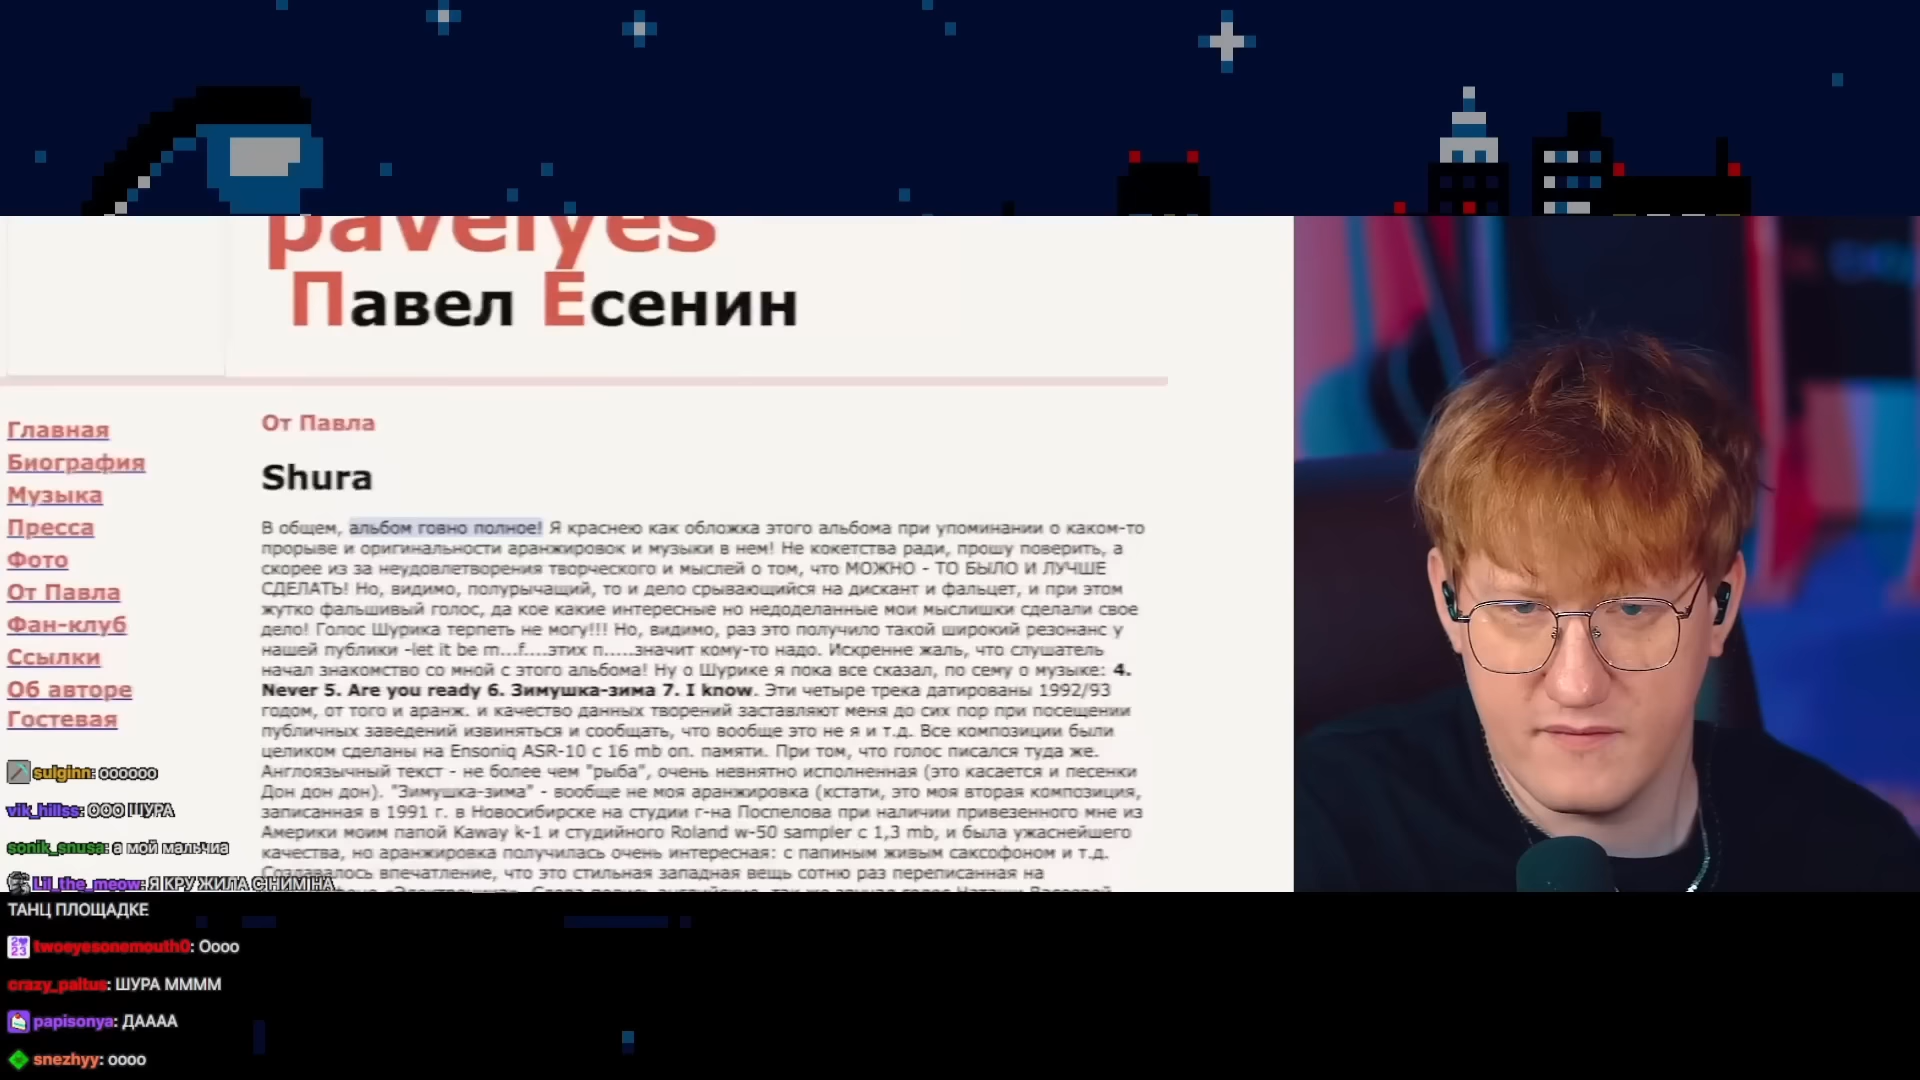 pavelyes
Павел Есенин
Главная
Биография
Музыка
Пресса
Фото
От Павла
Фан-клуб
Ссылки
Об авторе
Гостевая
От Павла
Shura
В общем, альбом говно полное! Я краснею как обложка этого альбома при упоминании о каком-то
прорыве и оригинальности аранжировок и музыки в нем! Не кокетства ради, прошу поверить, а
скорее из за неудовлетворения творческого и мыслей о том, что МОЖНО - ТО БЫЛО И ЛУЧШЕ
СДЕЛАТЬ! Но, видимо, полурычащий, то и дело срывающийся на дискант и фальцет, и при этом
жутко фальшивый голос, да кое какие интересные но недоделанные мои мыслишки сделали свое
дело! Голос Шурика терпеть не могу!!! Но, видимо, раз это получило такой широкий резонанс у
нашей публики -let it be m...f....этих п.....значит кому-то надо. Искренне жаль, что слушатель
начал знакомство со мной с этого альбома! Ну о Шурике я пока все сказал, по сему о музыке: 4.
Never 5. Are you ready 6. Зимушка-зима 7. I know. Эти четыре трека датированы 1992/93
годом, от того и аранж. и качество данных творений заставляют меня до сих пор при посещении
публичных заведений извиняться и сообщать, что вообще это не я и т.д. Все композиции были
целиком сделаны на Ensoniq ASR-10 с 16 mb оп. памяти. При том, что голос писался туда же.
Англоязычный текст - не более чем "рыба", очень невнятно исполненная (это касается и песенки
Дон дон дон). "Зимушка-зима" - вообще не моя аранжировка (кстати, это моя вторая композиция,
записанная в 1991 г. в Новосибирске на студии г-на Поспелова при наличии привезенного мне из
Америки моим папой Kaway k-1 и студийного Roland w-50 sampler с 1,3 mb, и была ужаснейшего
качества, но аранжировка получилась очень интересная: с папиным живым саксофоном и т.д.
Создавалось впечатление, что это стильная западная вещь сотню раз переписанная на
sulginn: оооооо
vik_hillss: ООО ШУРА
sonik_snusa: а мой мальчиа
Lil_the_meow: Я КРУЖИЛА С НИМ НА
ТАНЦ ПЛОЩАДКЕ
twoeyesonemouth0: Оооо
crazy_paltus: ШУРА МММM
papisonya: ДАААА
snezhyy: оооо